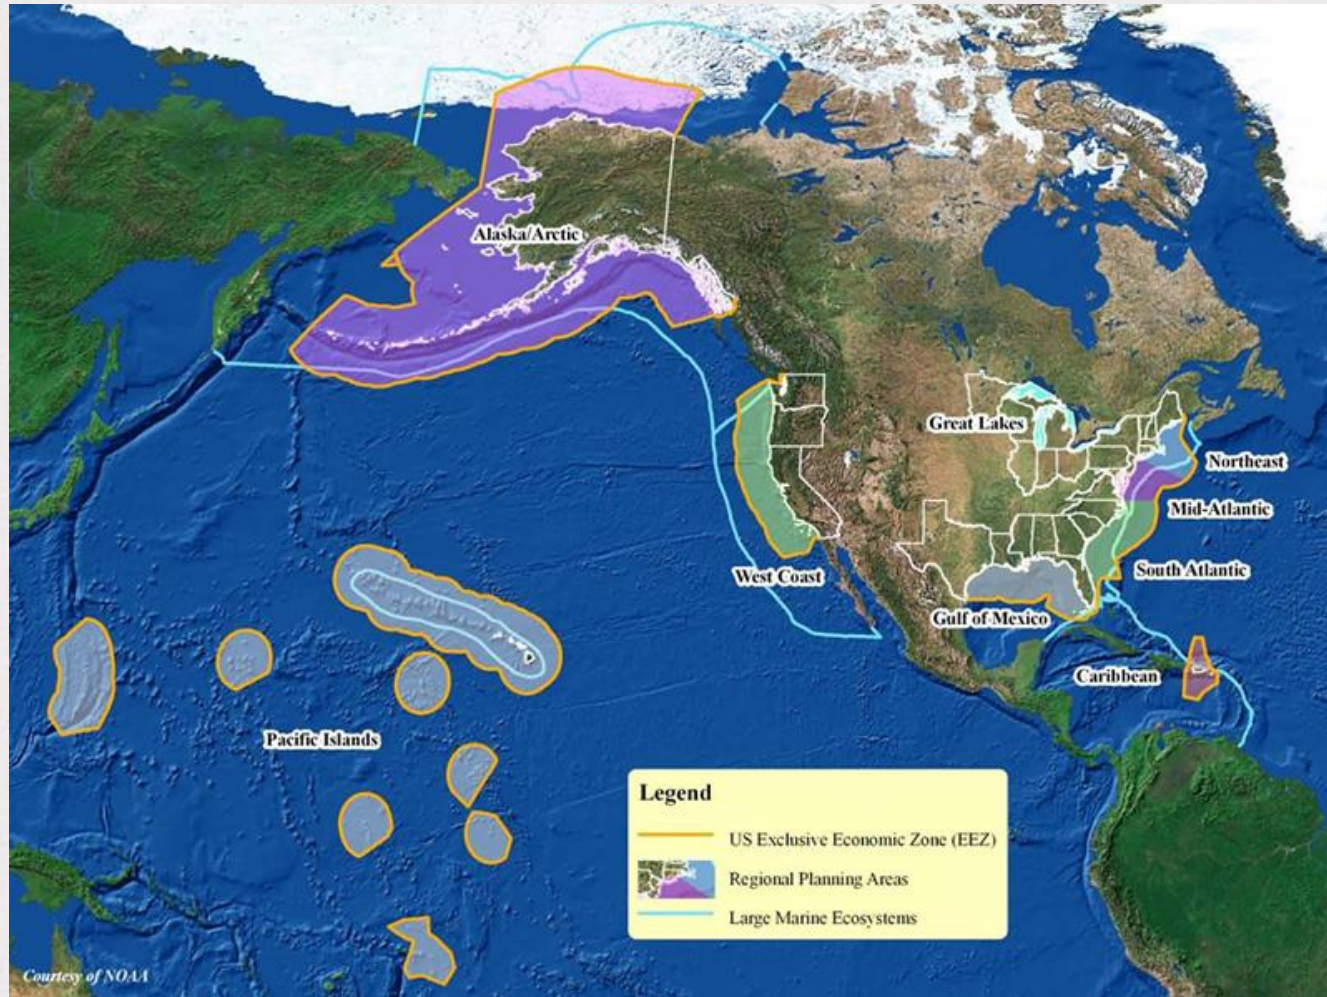 Alaska/Arctic
Great Lakes
Northeast
Mid-Atlantic
South Atlantic
West Coast
Gulf of Mexico
Caribbean
Pacific Islands
Legend
US Exclusive Economic Zone (EEZ)
Regional Planning Areas
Large Marine Ecosystems
Courtesy of NOAA